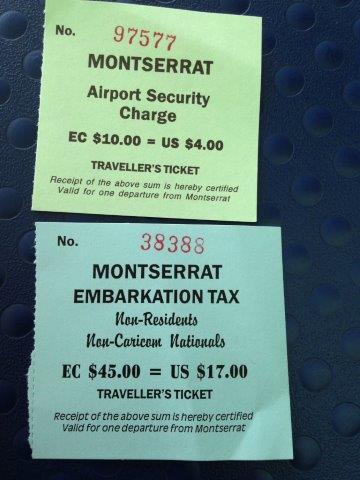 No. 97577
MONTSERRAT
Airport Security
Charge
EC $10.00 = US $4.00
TRAVELLER'S TICKET
Receipt of the above sum is hereby certified
Valid for one departure from Montserrat
No. 38388
MONTSERRAT
EMBARKATION TAX
Non-Residents
Non-Caricom Nationals
EC $45.00 = US $17.00
TRAVELLER'S TICKET
Receipt of the above sum is hereby certified
Valid for one departure from Montserrat